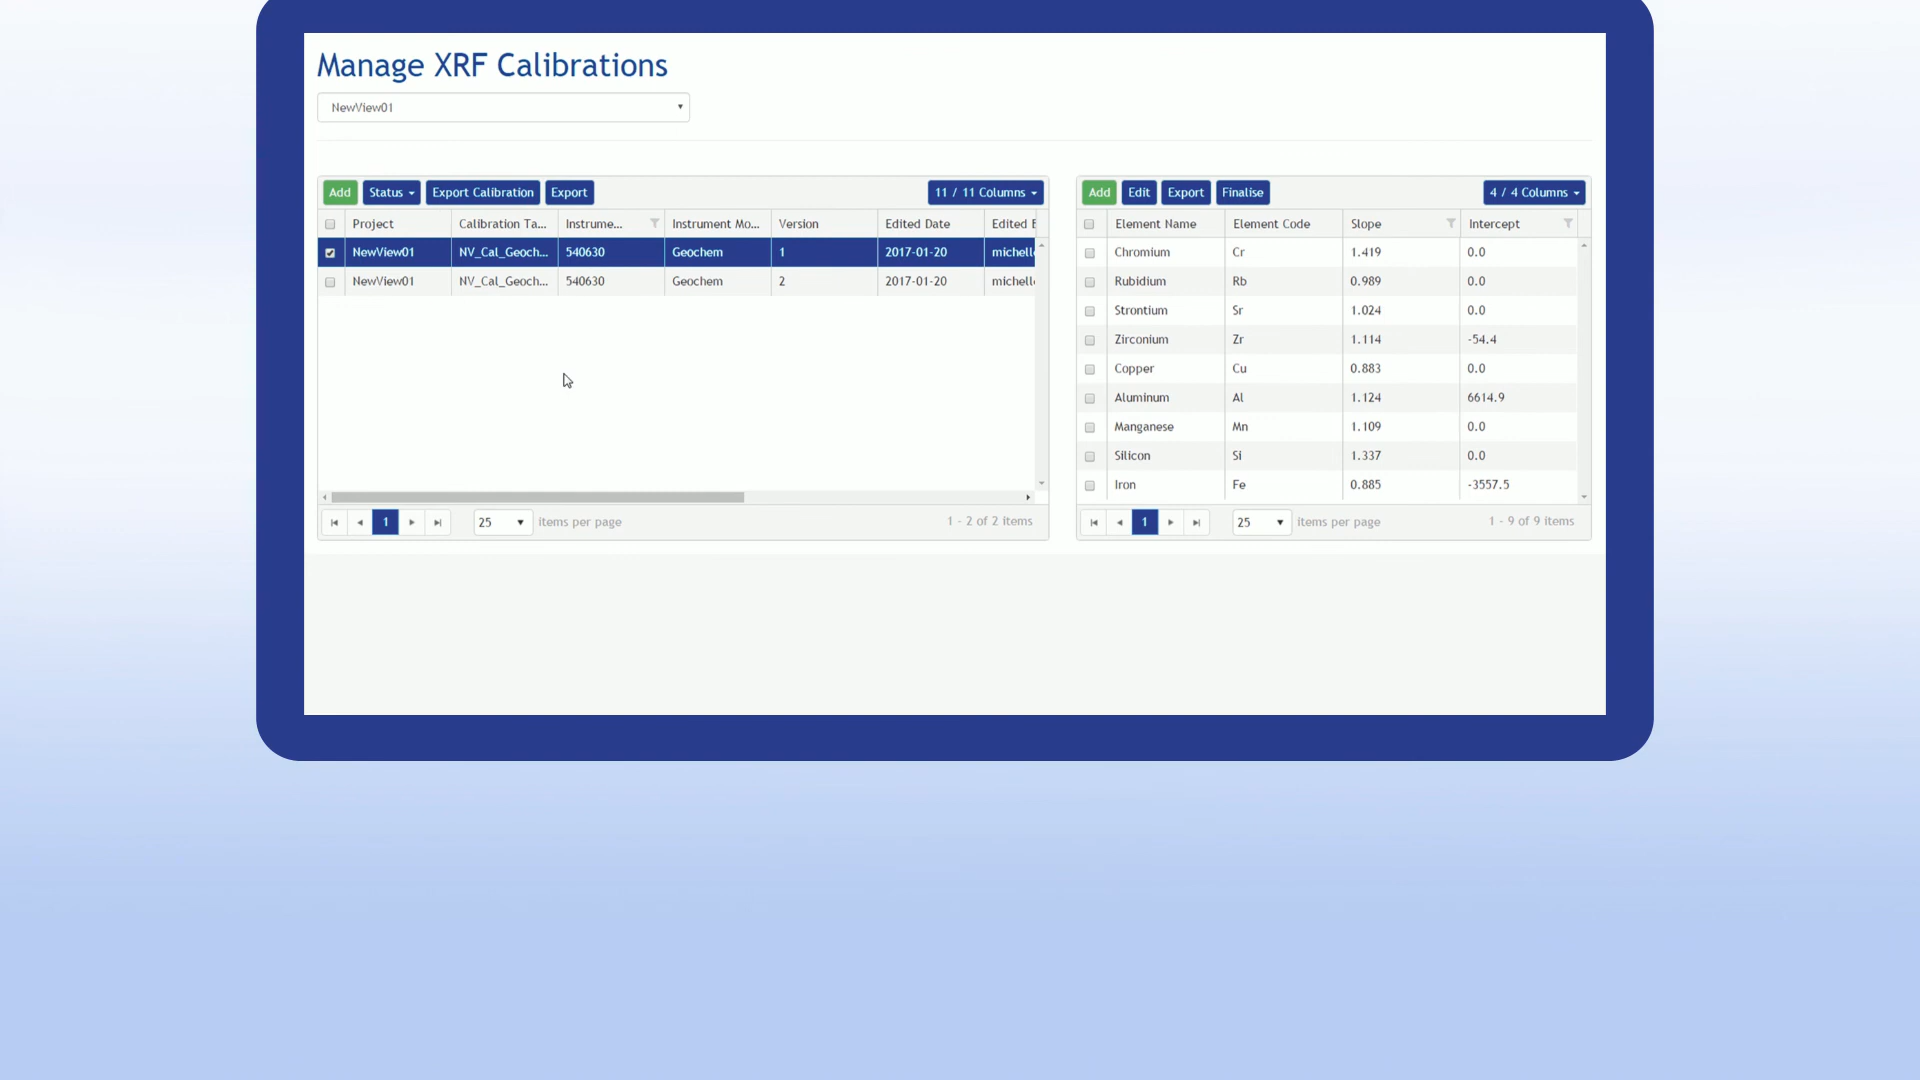 Manage XRF Calibrations
NewView01
Add Status Export Calibration Export 11 / 11 Columns
Project Calibration Ta... Instrume... Instrument Mo... Version Edited Date Edited
NewView01 NV_Cal_Geoch... 540630 Geochem 1 2017-01-20 michell
NewView01 NV_Cal_Geoch... 540630 Geochem 2 2017-01-20 michell
1 25 items per page 1 - 2 of 2 items
Add Edit Export Finalise 4 / 4 Columns
Element Name Element Code Slope Intercept
Chromium Cr 1.419 0.0
Rubidium Rb 0.989 0.0
Strontium Sr 1.024 0.0
Zirconium Zr 1.114 -54.4
Copper Cu 0.883 0.0
Aluminum Al 1.124 6614.9
Manganese Mn 1.109 0.0
Silicon Si 1.337 0.0
Iron Fe 0.885 -3557.5
1 25 items per page 1 - 9 of 9 items